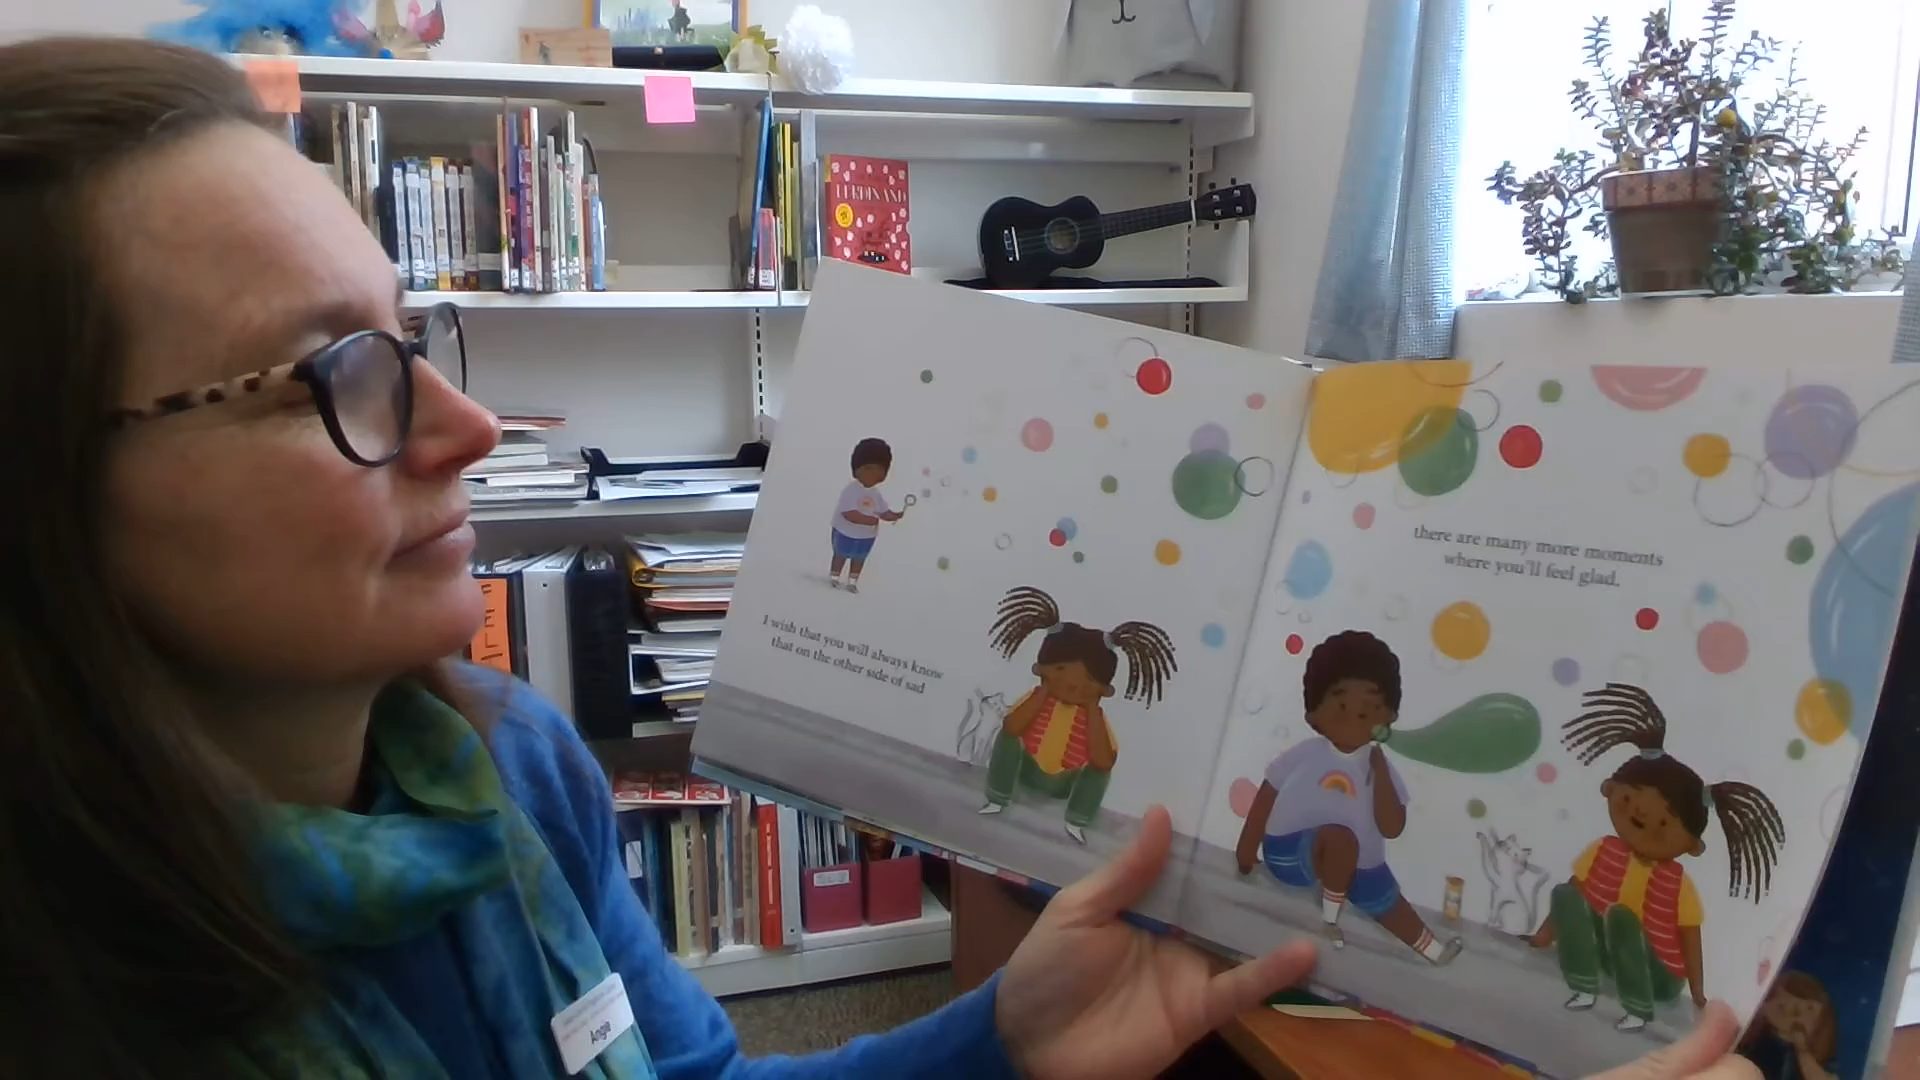 FERDINAND
I wish that you will always know
that on the other side of sad
there are many more moments
where you'll feel glad.
Angie